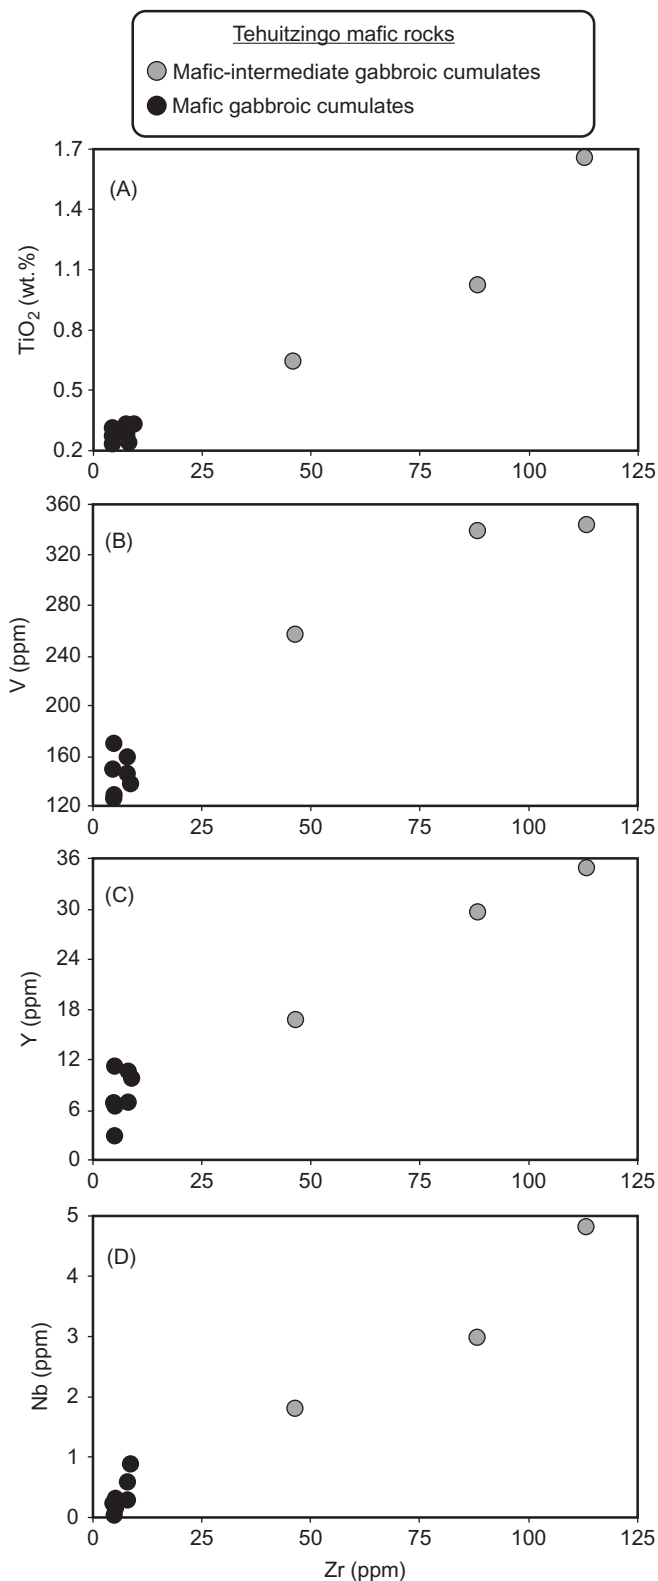 Tehuitzingo mafic rocks
Mafic-intermediate gabbroic cumulates
Mafic gabbroic cumulates
1.7
(A)
1.4
1.1
TiO₂ (wt.%)
0.8
0.5
0.2
0 25 50 75 100 125
360
(B)
320
280
V (ppm)
240
200
160
120
0 25 50 75 100 125
36
(C)
30
24
Y (ppm)
18
12
6
0
0 25 50 75 100 125
5
(D)
4
3
Nb (ppm)
2
1
0
0 25 50 75 100 125
Zr (ppm)